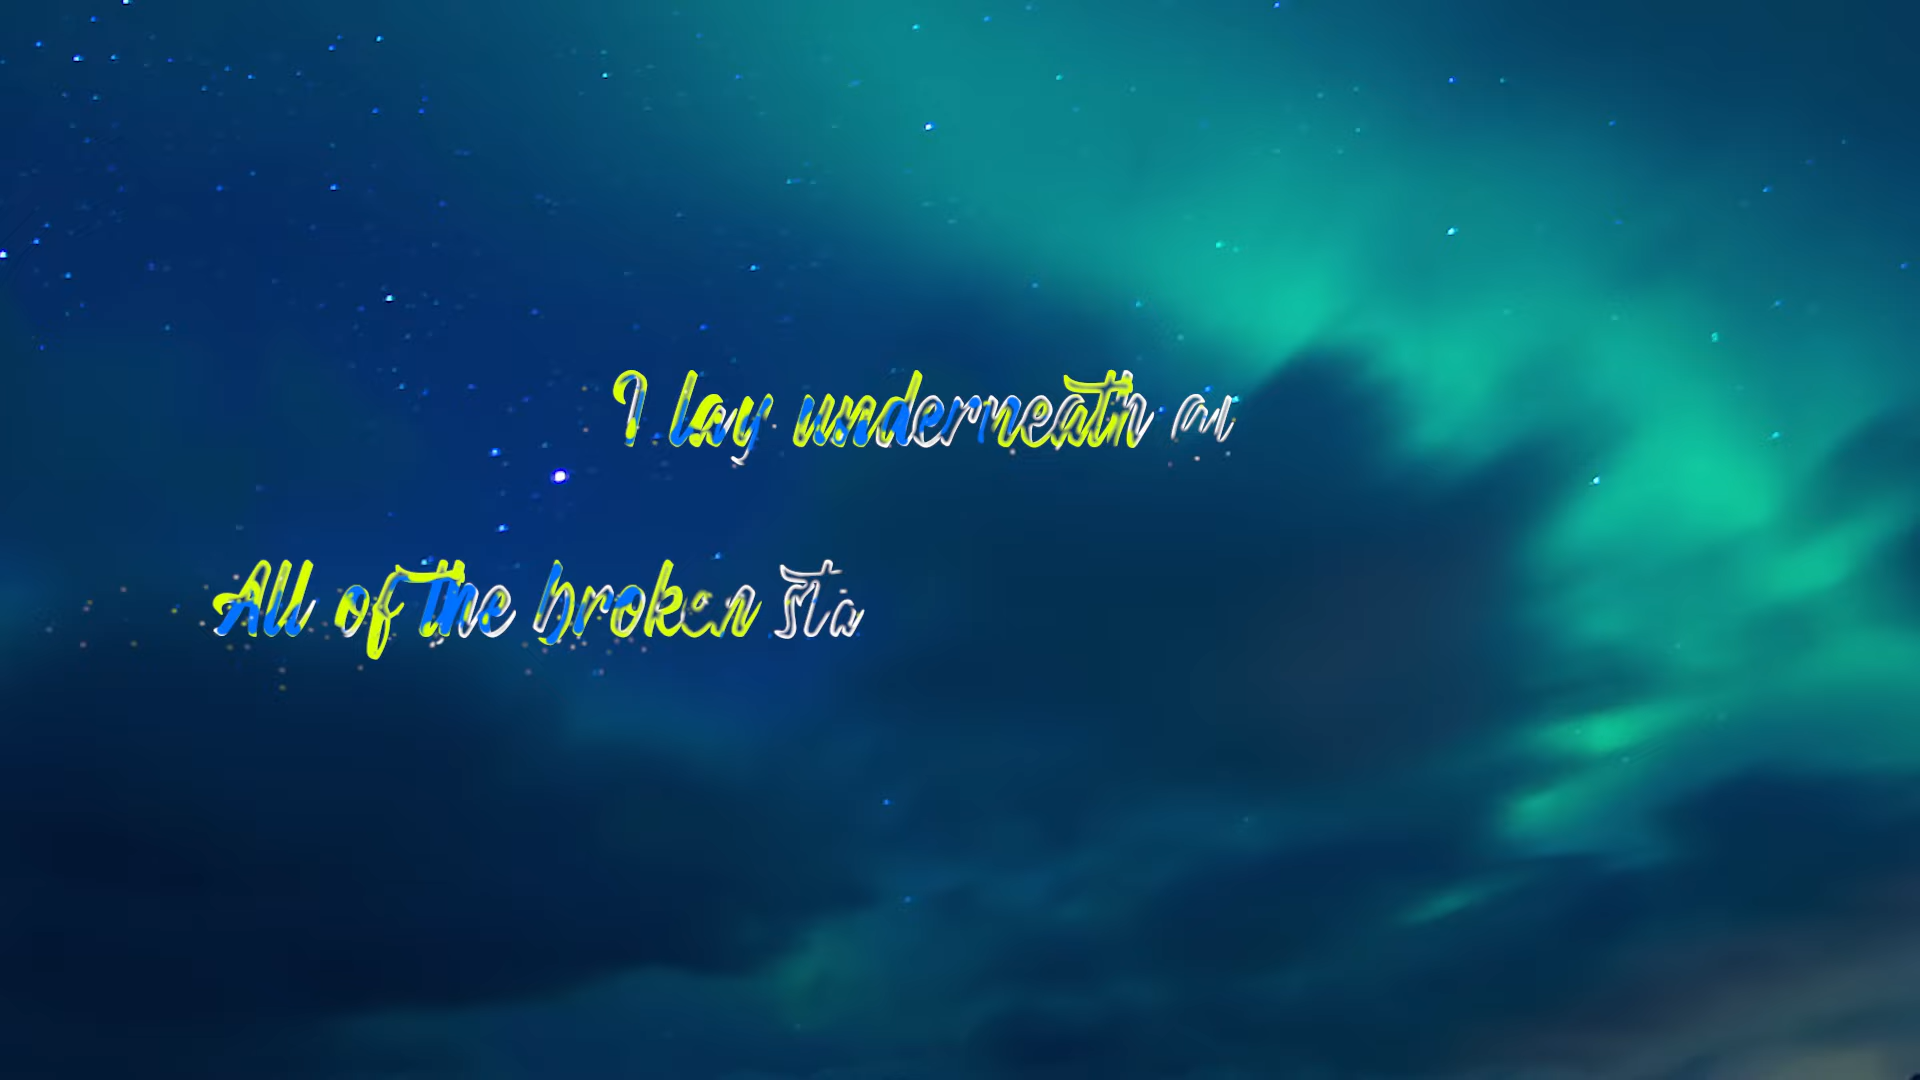 I lay underneath
All of the broken sta